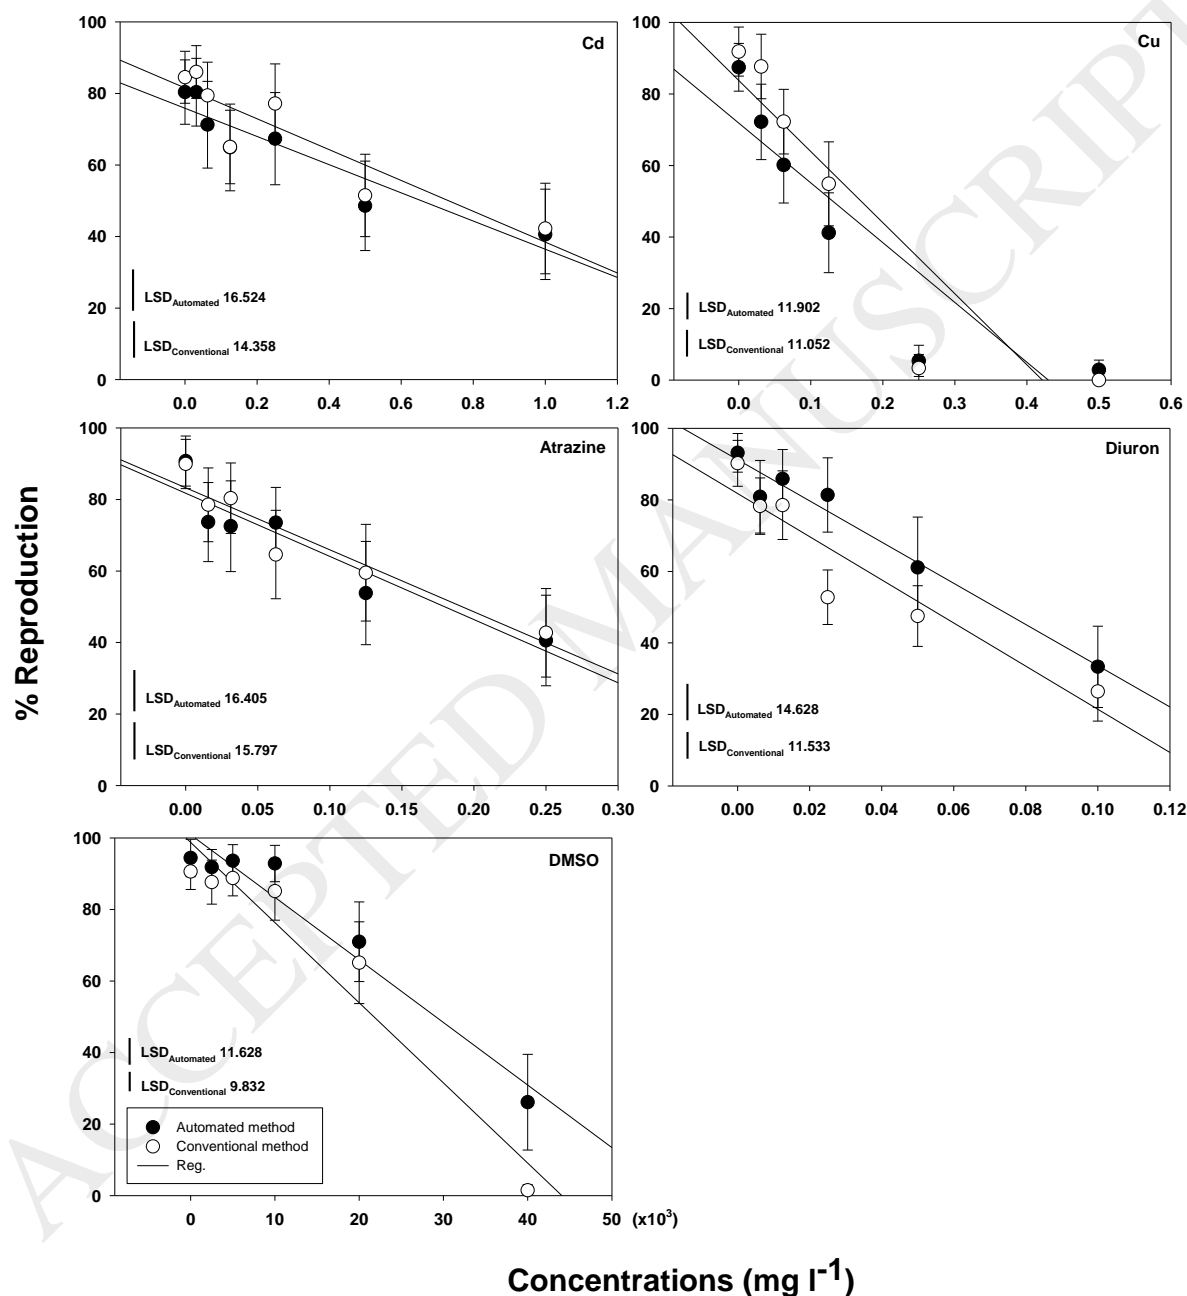 % Reproduction
100
80
60
40
20
0
Cd
LSDAutomated 16.524
LSDConventional 14.358
0.0 0.2 0.4 0.6 0.8 1.0 1.2
100
80
60
40
20
0
Cu
LSDAutomated 11.902
LSDConventional 11.052
0.0 0.1 0.2 0.3 0.4 0.5 0.6
100
80
60
40
20
0
Atrazine
LSDAutomated 16.405
LSDConventional 15.797
0.00 0.05 0.10 0.15 0.20 0.25 0.30
100
80
60
40
20
0
Diuron
LSDAutomated 14.628
LSDConventional 11.533
0.00 0.02 0.04 0.06 0.08 0.10 0.12
100
80
60
40
20
0
DMSO
LSDAutomated 11.628
LSDConventional 9.832
Automated method
Conventional method
Reg.
0 10 20 30 40 50 (x10³)
Concentrations (mg l⁻¹)
ACCEPTED MANUSCRIPT